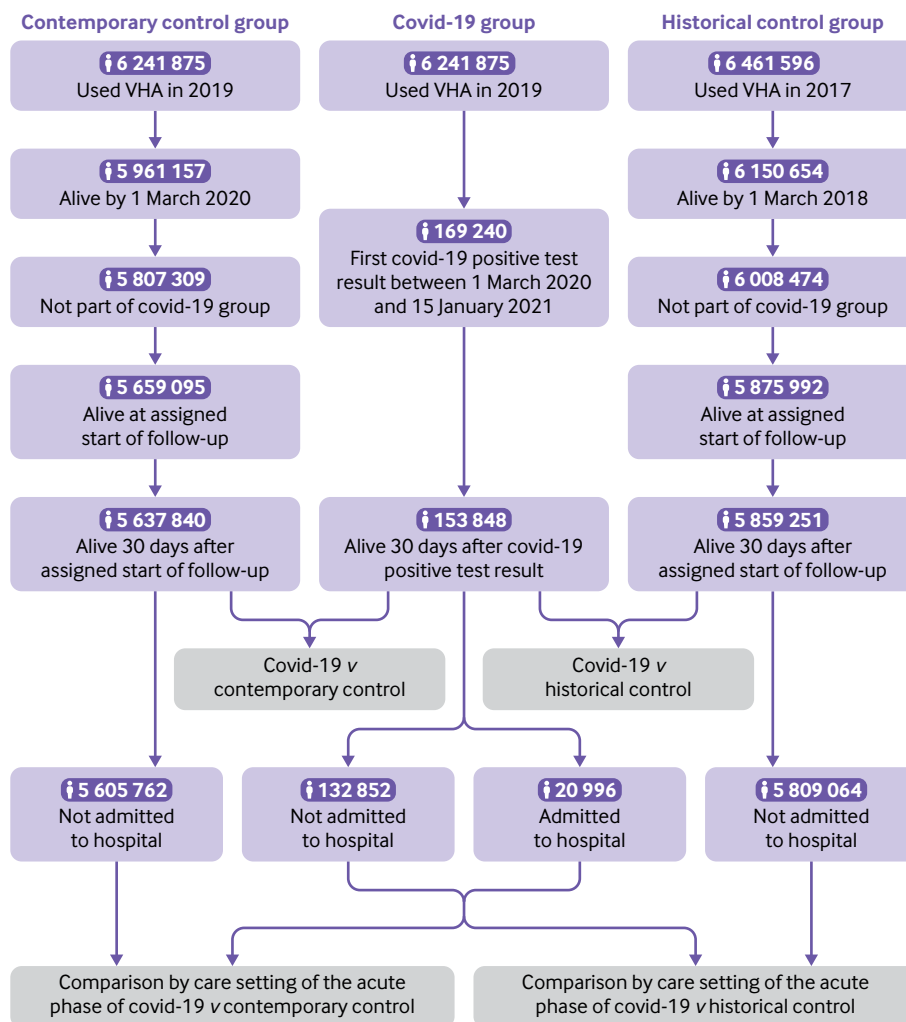 Contemporary control group
6 241 875
Used VHA in 2019
5 961 157
Alive by 1 March 2020
5 807 309
Not part of covid-19 group
5 659 095
Alive at assigned
start of follow-up
5 637 840
Alive 30 days after
assigned start of follow-up
Covid-19 group
6 241 875
Used VHA in 2019
169 240
First covid-19 positive test
result between 1 March 2020
and 15 January 2021
153 848
Alive 30 days after covid-19
positive test result
Historical control group
6 461 596
Used VHA in 2017
6 150 654
Alive by 1 March 2018
6 008 474
Not part of covid-19 group
5 875 992
Alive at assigned
start of follow-up
5 859 251
Alive 30 days after
assigned start of follow-up
Covid-19 v
contemporary control
Covid-19 v
historical control
5 605 762
Not admitted
to hospital
132 852
Not admitted
to hospital
20 996
Admitted
to hospital
5 809 064
Not admitted
to hospital
Comparison by care setting of the acute
phase of covid-19 v contemporary control
Comparison by care setting of the acute
phase of covid-19 v historical control